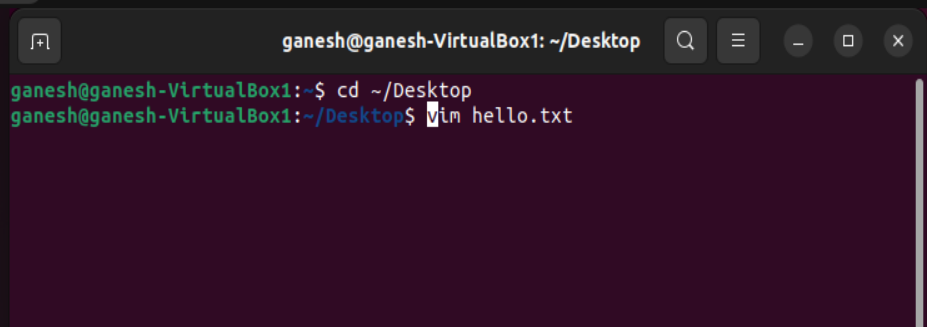 ganesh@ganesh-VirtualBox1: ~/Desktop
ganesh@ganesh-VirtualBox1:~$ cd ~/Desktop
ganesh@ganesh-VirtualBox1:~/Desktop$ vim hello.txt